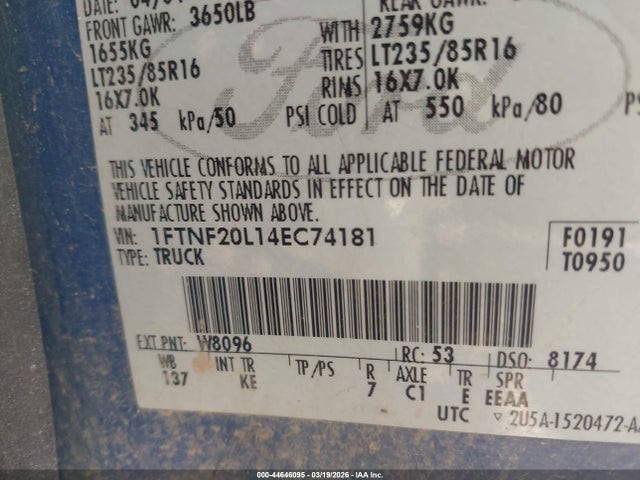 DATE: 04/04
FRONT GAWR: 3650LB
1655KG
LT235/85R16
16X7.0K
AT 345 kPa/50 PSI COLD
REAR GAWR:
WITH 2759KG
TIRES LT235/85R16
RIMS 16X7.0K
AT 550 kPa/80
Ford
THIS VEHICLE CONFORMS TO ALL APPLICABLE FEDERAL MOTOR
VEHICLE SAFETY STANDARDS IN EFFECT ON THE DATE OF
MANUFACTURE SHOWN ABOVE.
VIN: 1FTNF20L14EC74181
TYPE: TRUCK
F0191
T0950
EXT PNT: W8096 RC: 53 DSO: 8174
WB INT TR TP/PS R AXLE TR SPR
137 KE 7 C1 E EEAA
UTC ▽ 2U5A-1520472-AA
000-44646095 | 03/19/2026 | IAA Inc.